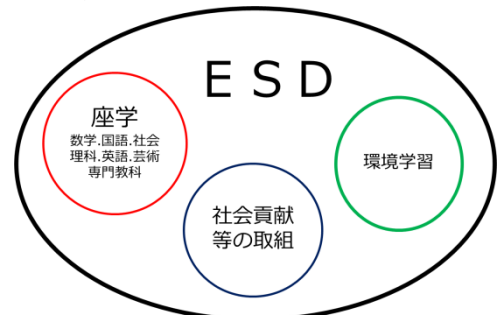 ESD
座学
数学.国語.社会
理科.英語.芸術
専門教科
環境学習
社会貢献
等の取組